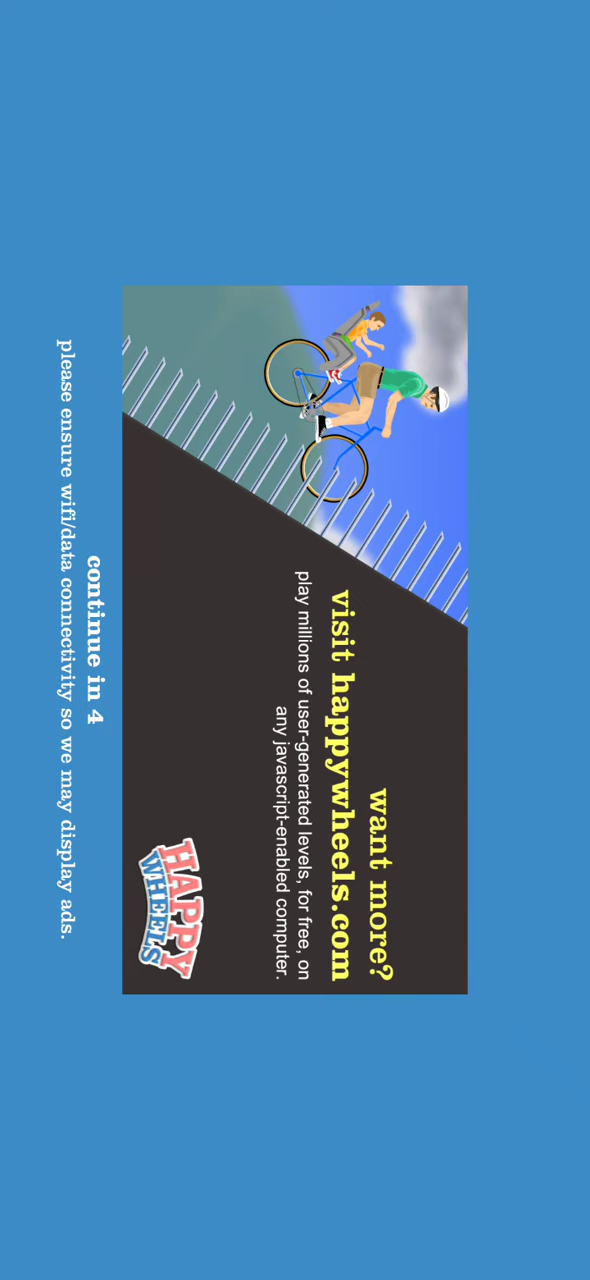 want more?
visit happywheels.com
play millions of user-generated levels, for free, on
any javascript-enabled computer.
HAPPY
WHEELS
continue in 4
please ensure wifi/data connectivity so we may display ads.